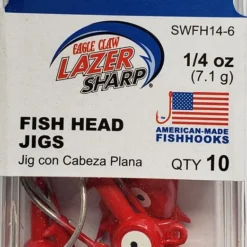 SWFH14-6
EAGLE CLAW
LAZER
SHARP
1/4 oz
(7.1 g)
FISH HEAD
JIGS
Jig con Cabeza Plana
AMERICAN-MADE
FISHHOOKS
QTY 10